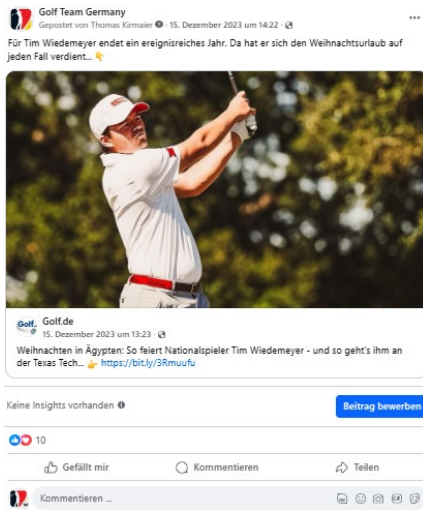 Golf Team Germany
Gepostet von Thomas Kirmaier · 15. Dezember 2023 um 14:22 ·
Für Tim Wiedemeyer endet ein ereignisreiches Jahr. Da hat er sich den Weihnachtsurlaub auf
jeden Fall verdient... 👇
Golf.
Golf.de
15. Dezember 2023 um 13:23 ·
Weihnachten in Ägypten: So feiert Nationalspieler Tim Wiedemeyer - und so geht's ihm an
der Texas Tech... 👉 https://bit.ly/3Rmuufu
Keine Insights vorhanden
Beitrag bewerben
10
Gefällt mir
Kommentieren
Teilen
Kommentieren ...